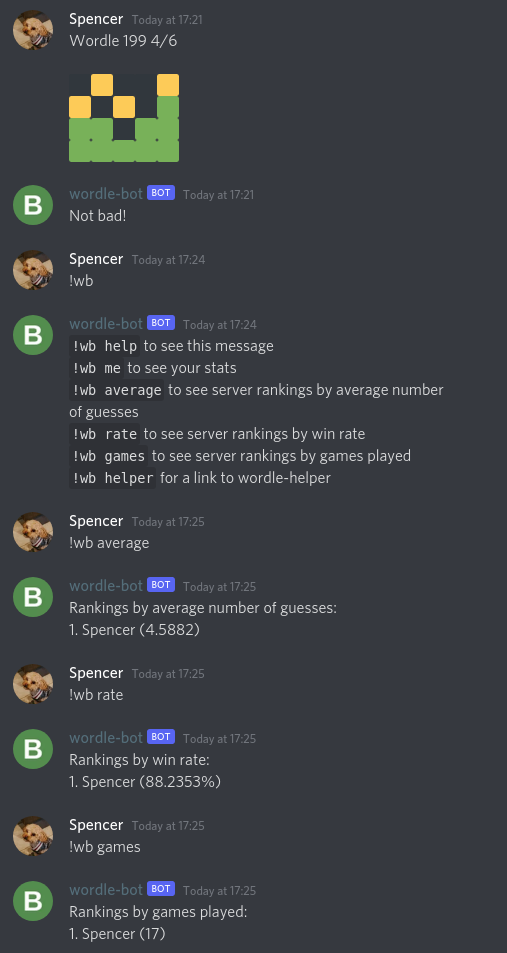 Spencer Today at 17:21
Wordle 199 4/6
B wordle-bot BOT Today at 17:21
Not bad!
Spencer Today at 17:24
!wb
B wordle-bot BOT Today at 17:24
!wb help to see this message
!wb me to see your stats
!wb average to see server rankings by average number
of guesses
!wb rate to see server rankings by win rate
!wb games to see server rankings by games played
!wb helper for a link to wordle-helper
Spencer Today at 17:25
!wb average
B wordle-bot BOT Today at 17:25
Rankings by average number of guesses:
1. Spencer (4.5882)
Spencer Today at 17:25
!wb rate
B wordle-bot BOT Today at 17:25
Rankings by win rate:
1. Spencer (88.2353%)
Spencer Today at 17:25
!wb games
B wordle-bot BOT Today at 17:25
Rankings by games played:
1. Spencer (17)